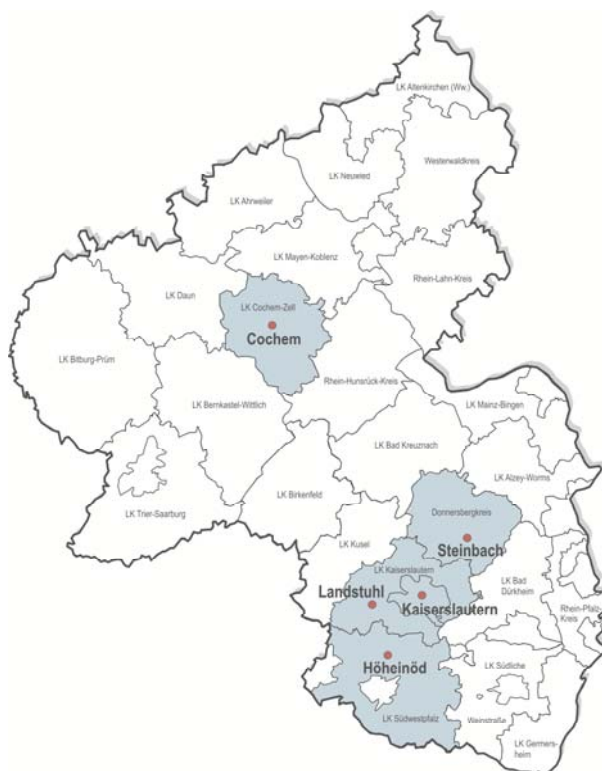 LK Altenkirchen (Ww.)
Westerwaldkreis
LK Neuwied
LK Ahrweiler
LK Mayen-Koblenz
Rhein-Lahn-Kreis
LK Daun
LK Cochem-Zell
Cochem
LK Bitburg-Prüm
Rhein-Hunsrück-Kreis
LK Bernkastel-Wittlich
LK Mainz-Bingen
LK Bad Kreuznach
LK Alzey-Worms
LK Birkenfeld
LK Trier-Saarburg
Donnersbergkreis
Steinbach
LK Kusel
LK Kaiserslautern
LK Bad
Dürkheim
Landstuhl
Kaiserslautern
Rhein-Pfalz-
Kreis
Höheinöd
LK Südliche
Weinstraße
LK Südwestpfalz
LK Germers-
heim